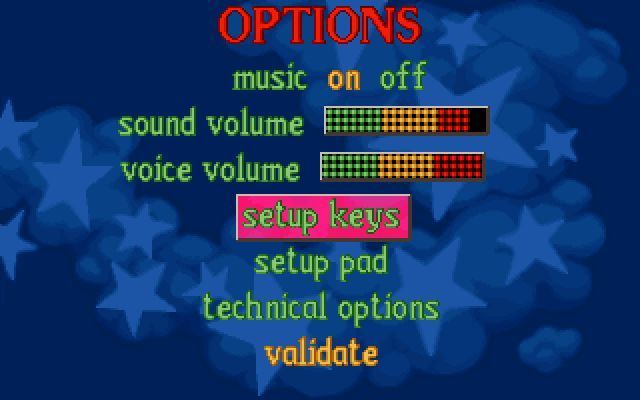 OPTIONS
music on off
sound volume
voice volume
setup keys
setup pad
technical options
validate